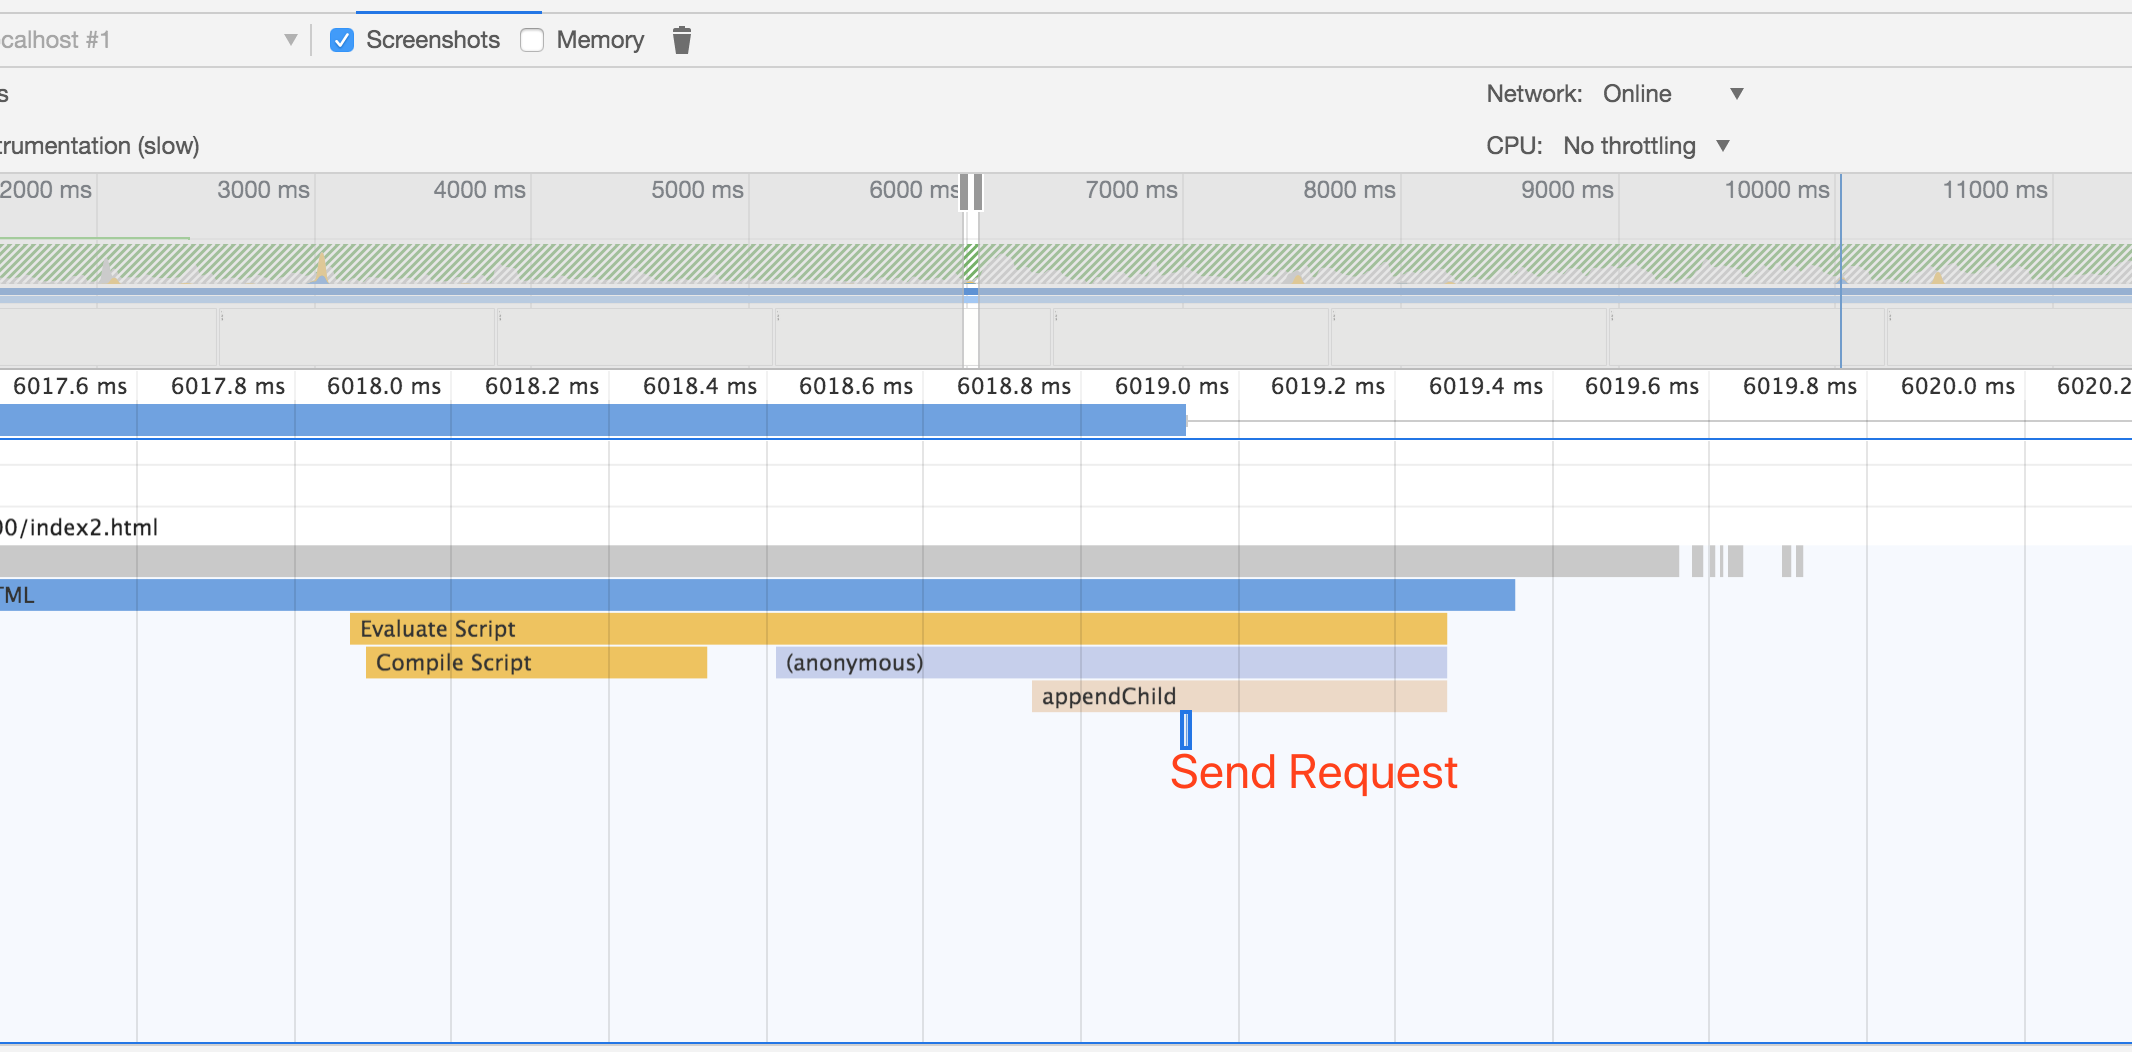 calhost #1 Screenshots Memory
s Network: Online
trumentation (slow) CPU: No throttling
2000 ms 3000 ms 4000 ms 5000 ms 6000 ms 7000 ms 8000 ms 9000 ms 10000 ms 11000 ms
6017.6 ms 6017.8 ms 6018.0 ms 6018.2 ms 6018.4 ms 6018.6 ms 6018.8 ms 6019.0 ms 6019.2 ms 6019.4 ms 6019.6 ms 6019.8 ms 6020.0 ms 6020.2
00/index2.html
TML
Evaluate Script
Compile Script (anonymous)
appendChild
Send Request